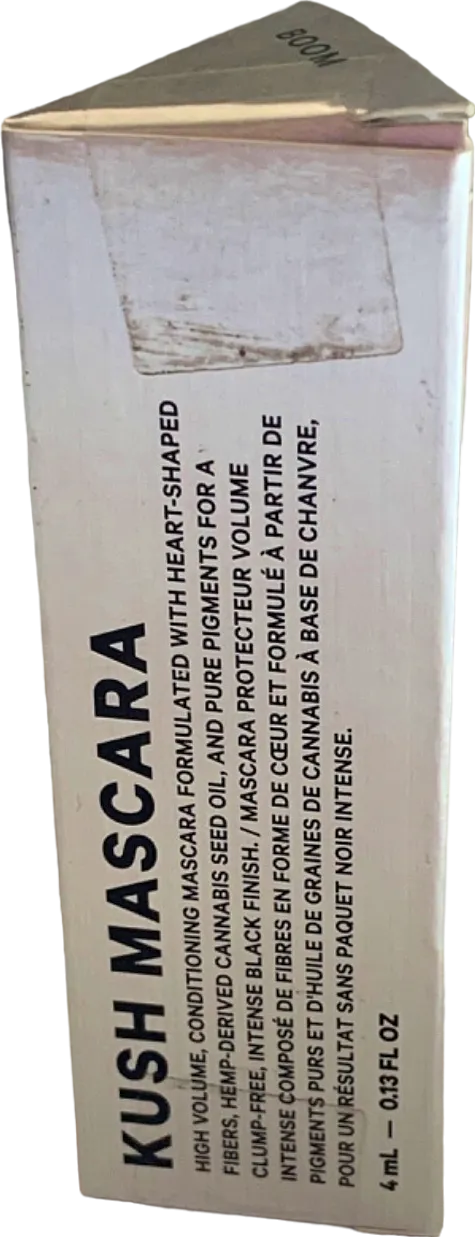 BOOM
KUSH MASCARA
HIGH VOLUME, CONDITIONING MASCARA FORMULATED WITH HEART-SHAPED
FIBERS, HEMP-DERIVED CANNABIS SEED OIL, AND PURE PIGMENTS FOR A
CLUMP-FREE, INTENSE BLACK FINISH. / MASCARA PROTECTEUR VOLUME
INTENSE COMPOSÉ DE FIBRES EN FORME DE CŒUR ET FORMULÉ À PARTIR DE
PIGMENTS PURS ET D'HUILE DE GRAINES DE CANNABIS À BASE DE CHANVRE,
POUR UN RÉSULTAT SANS PAQUET NOIR INTENSE.
4 mL — 0.13 FL OZ